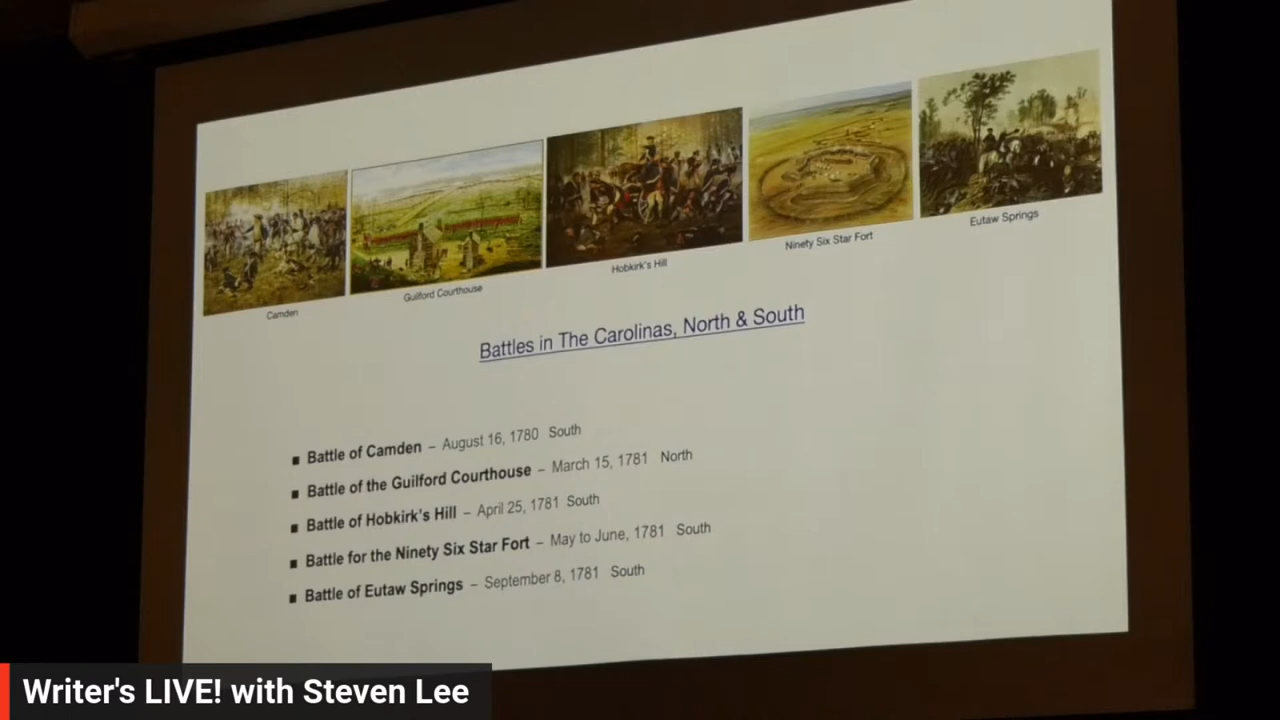 Camden
Guilford Courthouse
Hobkirk's Hill
Ninety Six Star Fort
Eutaw Springs
Battles in The Carolinas, North & South
■ Battle of Camden – August 16, 1780 South
■ Battle of the Guilford Courthouse – March 15, 1781 North
■ Battle of Hobkirk's Hill – April 25, 1781 South
■ Battle for the Ninety Six Star Fort – May to June, 1781 South
■ Battle of Eutaw Springs – September 8, 1781 South
Writer's LIVE! with Steven Lee